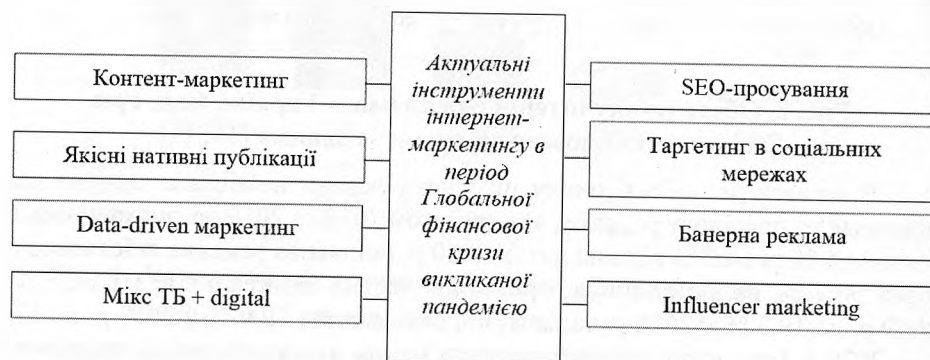 Контент-маркетинг
Якісні нативні публікації
Data-driven маркетинг
Мікс ТБ + digital
Актуальні
інструменти
інтернет-
маркетингу в
період
Глобальної
фінансової
кризи
викликаної
пандемією
SEO-просування
Таргетинг в соціальних
мережах
Банерна реклама
Influencer marketing